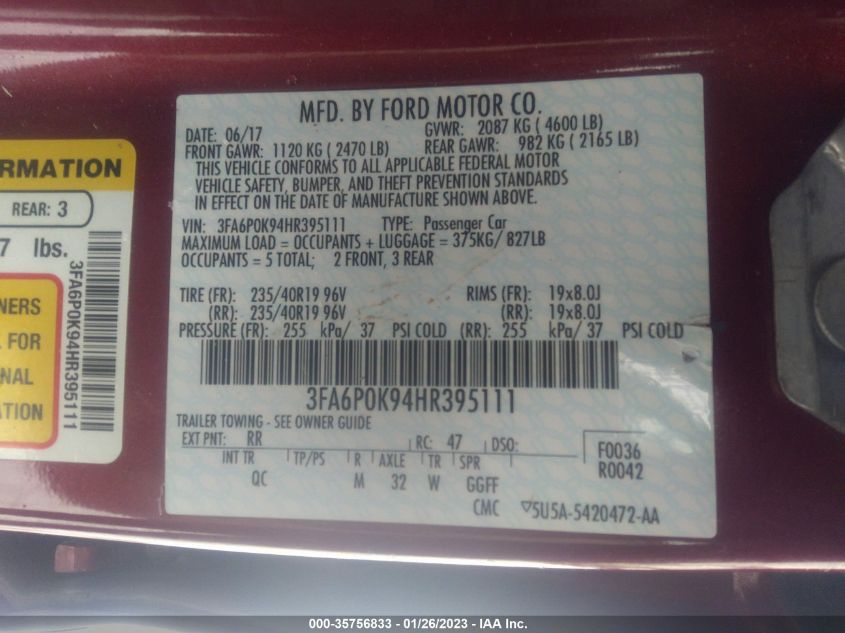 MFD. BY FORD MOTOR CO.
DATE: 06/17 GVWR: 2087 KG ( 4600 LB)
FRONT GAWR: 1120 KG ( 2470 LB) REAR GAWR: 982 KG ( 2165 LB)
THIS VEHICLE CONFORMS TO ALL APPLICABLE FEDERAL MOTOR
VEHICLE SAFETY, BUMPER, AND THEFT PREVENTION STANDARDS
IN EFFECT ON THE DATE OF MANUFACTURE SHOWN ABOVE.
VIN: 3FA6P0K94HR395111 TYPE: Passenger Car
MAXIMUM LOAD = OCCUPANTS + LUGGAGE = 375KG/ 827LB
OCCUPANTS = 5 TOTAL; 2 FRONT, 3 REAR
TIRE (FR): 235/40R19 96V RIMS (FR): 19x8.0J
(RR): 235/40R19 96V (RR): 19x8.0J
PRESSURE (FR): 255 kPa/ 37 PSI COLD (RR): 255 kPa/ 37 PSI COLD
3FA6P0K94HR395111
TRAILER TOWING - SEE OWNER GUIDE
EXT PNT: RR RC: 47 DSO: F0036
INT TR TP/PS R AXLE TR SPR R0042
QC M 32 W GGFF
CMC ▽5U5A-5420472-AA
RMATION
REAR: 3
7 lbs.
3FA6P0K94HR395111
NERS
FOR
NAL
ION
000-35756833 - 01/26/2023 - IAA Inc.